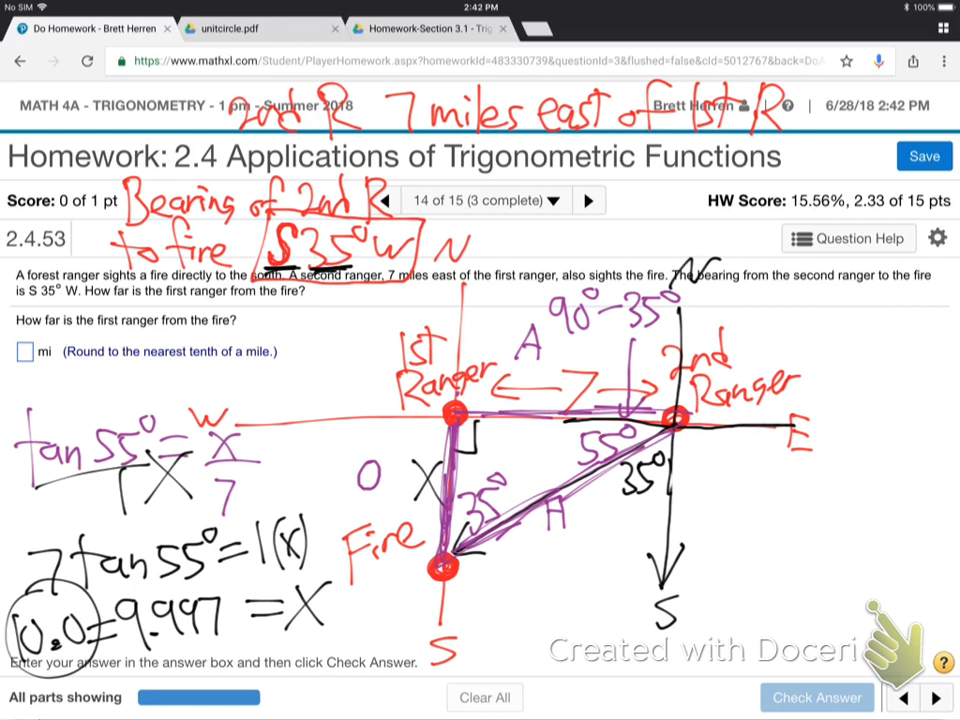 No SIM 2:42 PM 100%
Do Homework - Brett Herren × unitcircle.pdf × Homework-Section 3.1 - Trig ×
https://www.mathxl.com/Student/PlayerHomework.aspx?homeworkId=483330739&questionId=3&flushed=false&cId=5012767&back=DoA
2nd R 7 miles east of 1st R
MATH 4A - TRIGONOMETRY - 1 pm - Summer 2018 Brett Herren 6/28/18 2:42 PM
Homework: 2.4 Applications of Trigonometric Functions Save
Bearing of 2nd R
Score: 0 of 1 pt 14 of 15 (3 complete) HW Score: 15.56%, 2.33 of 15 pts
to fire S35°W N
2.4.53 Question Help
A forest ranger sights a fire directly to the south. A second ranger, 7 miles east of the first ranger, also sights the fire. The bearing from the second ranger to the fire
is S 35° W. How far is the first ranger from the fire?
N
90°-35°
How far is the first ranger from the fire?
mi (Round to the nearest tenth of a mile.)
1st
Ranger
A
7
2nd
Ranger
W
E
tan 55° = x
1 7
X
O X 35° A 55° 35°
Fire
7 tan 55° = 1(x)
10.0 = 9.997 = X
S
S
Created with Doceri
Enter your answer in the answer box and then click Check Answer. ?
All parts showing Clear All Check Answer